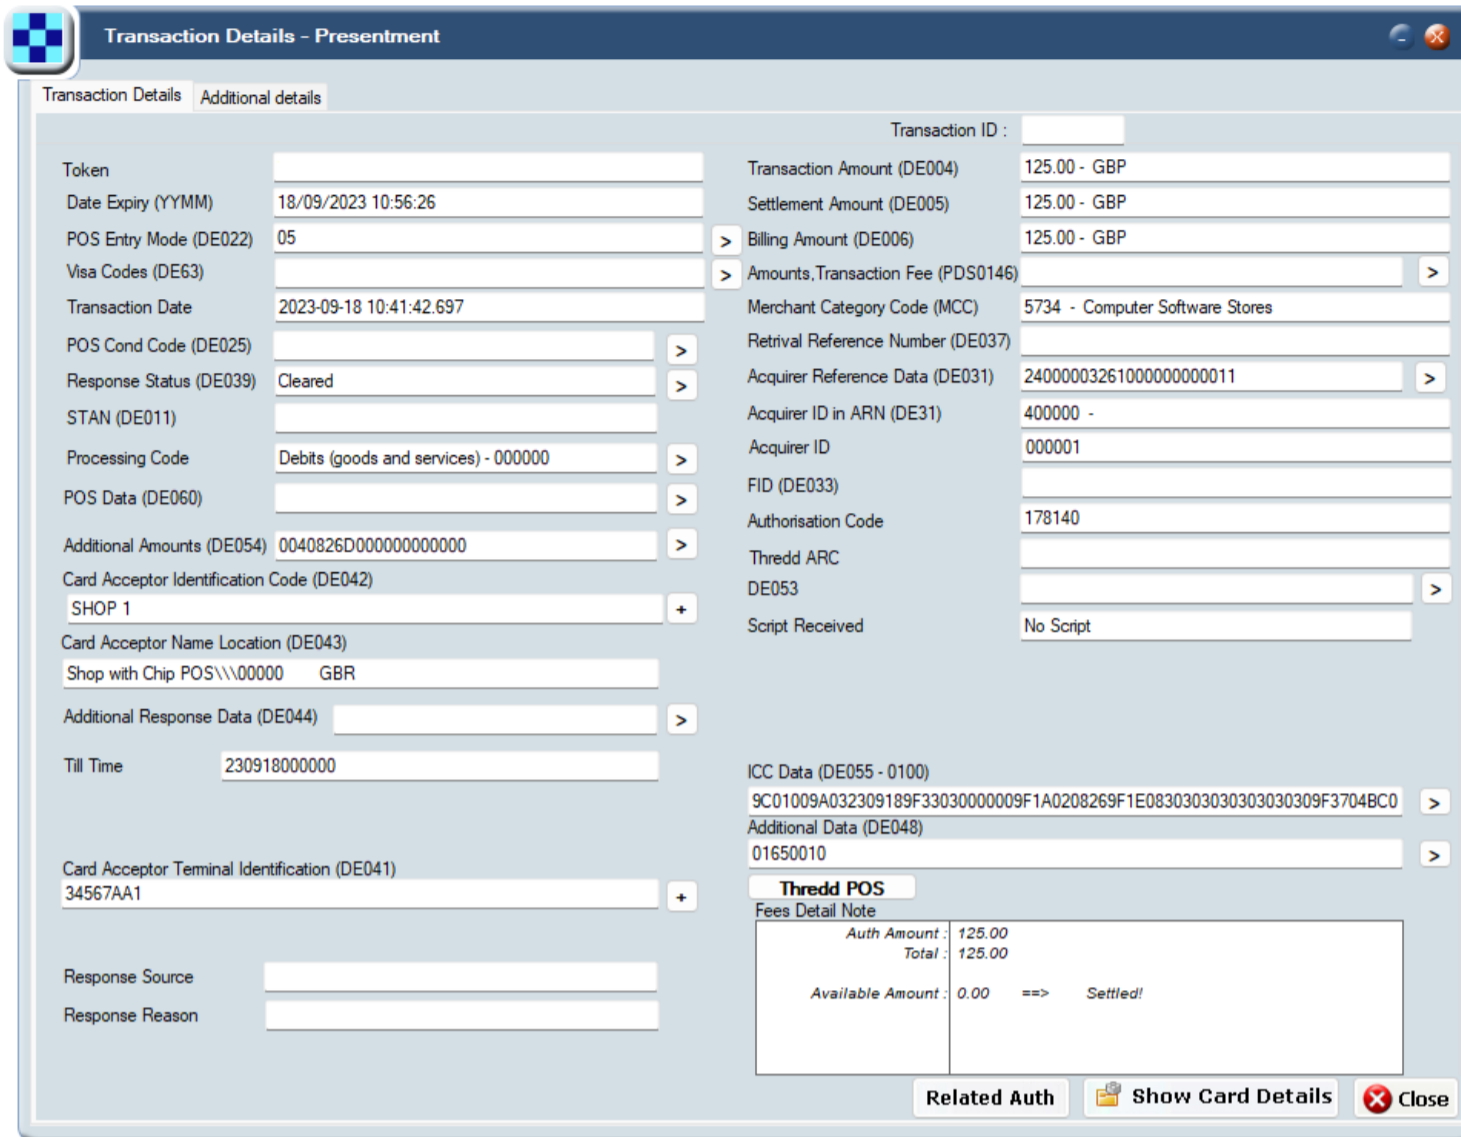 Transaction Details - Presentment
Transaction Details
Additional details
Transaction ID :
Token
Date Expiry (YYMM) 18/09/2023 10:56:26
POS Entry Mode (DE022) 05 >
Visa Codes (DE63) >
Transaction Date 2023-09-18 10:41:42.697
POS Cond Code (DE025) >
Response Status (DE039) Cleared >
STAN (DE011)
Processing Code Debits (goods and services) - 000000 >
POS Data (DE060) >
Additional Amounts (DE054) 0040826D000000000000 >
Card Acceptor Identification Code (DE042)
SHOP 1 +
Card Acceptor Name Location (DE043)
Shop with Chip POS\\\00000 GBR
Additional Response Data (DE044) >
Till Time 230918000000
Card Acceptor Terminal Identification (DE041)
34567AA1 +
Response Source
Response Reason
Transaction Amount (DE004) 125.00 - GBP
Settlement Amount (DE005) 125.00 - GBP
Billing Amount (DE006) 125.00 - GBP
Amounts,Transaction Fee (PDS0146) >
Merchant Category Code (MCC) 5734 - Computer Software Stores
Retrival Reference Number (DE037)
Acquirer Reference Data (DE031) 24000003261000000000011 >
Acquirer ID in ARN (DE31) 400000 -
Acquirer ID 000001
FID (DE033)
Authorisation Code 178140
Thredd ARC
DE053 >
Script Received No Script
ICC Data (DE055 - 0100)
9C01009A032309189F33030000009F1A0208269F1E0830303030303030309F3704BC0 >
Additional Data (DE048)
01650010 >
Thredd POS
Fees Detail Note
Auth Amount : 125.00
Total : 125.00
Available Amount : 0.00 ==> Settled!
Related Auth
Show Card Details
Close